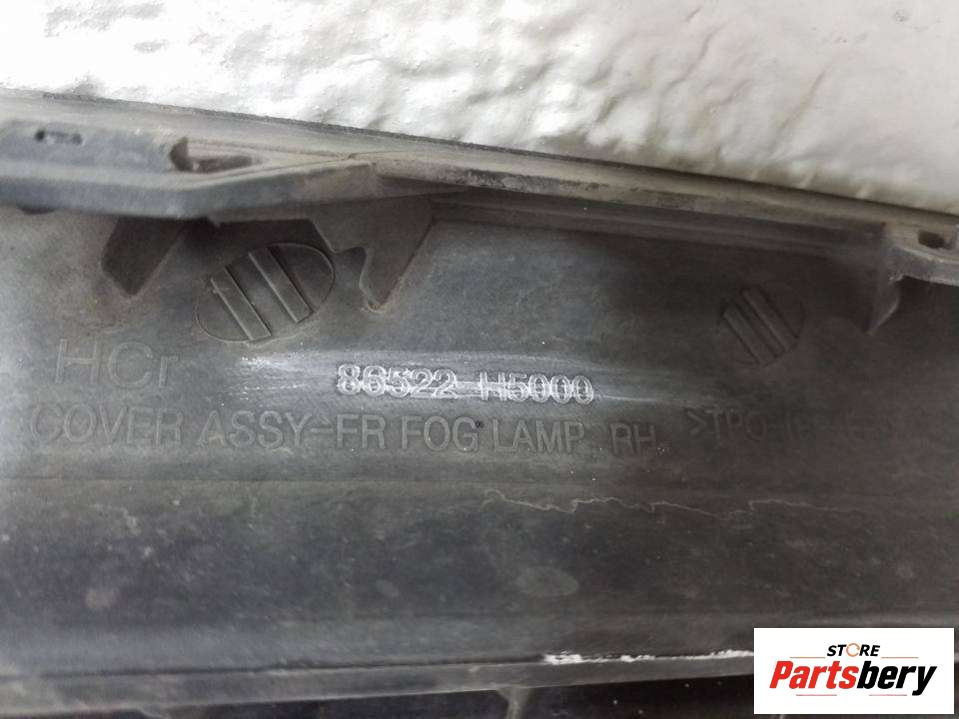 HCr
86522 H5000
COVER ASSY-FR FOG LAMP, RH
STORE
Partsbery